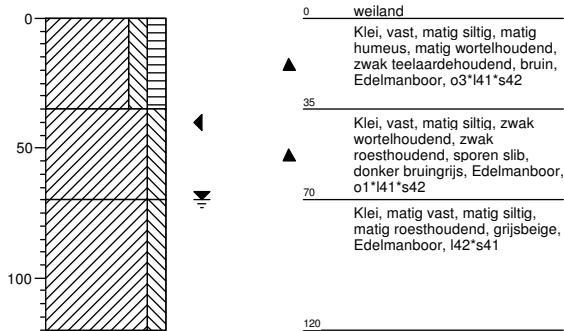 0
50
100
0 weiland
Klei, vast, matig siltig, matig
humeus, matig wortelhoudend,
zwak teelaardehoudend, bruin,
Edelmanboor, o3*l41*s42
35
Klei, vast, matig siltig, zwak
wortelhoudend, zwak
roesthoudend, sporen slib,
donker bruingrijs, Edelmanboor,
o1*l41*s42
70
Klei, matig vast, matig siltig,
matig roesthoudend, grijsbeige,
Edelmanboor, l42*s41
120